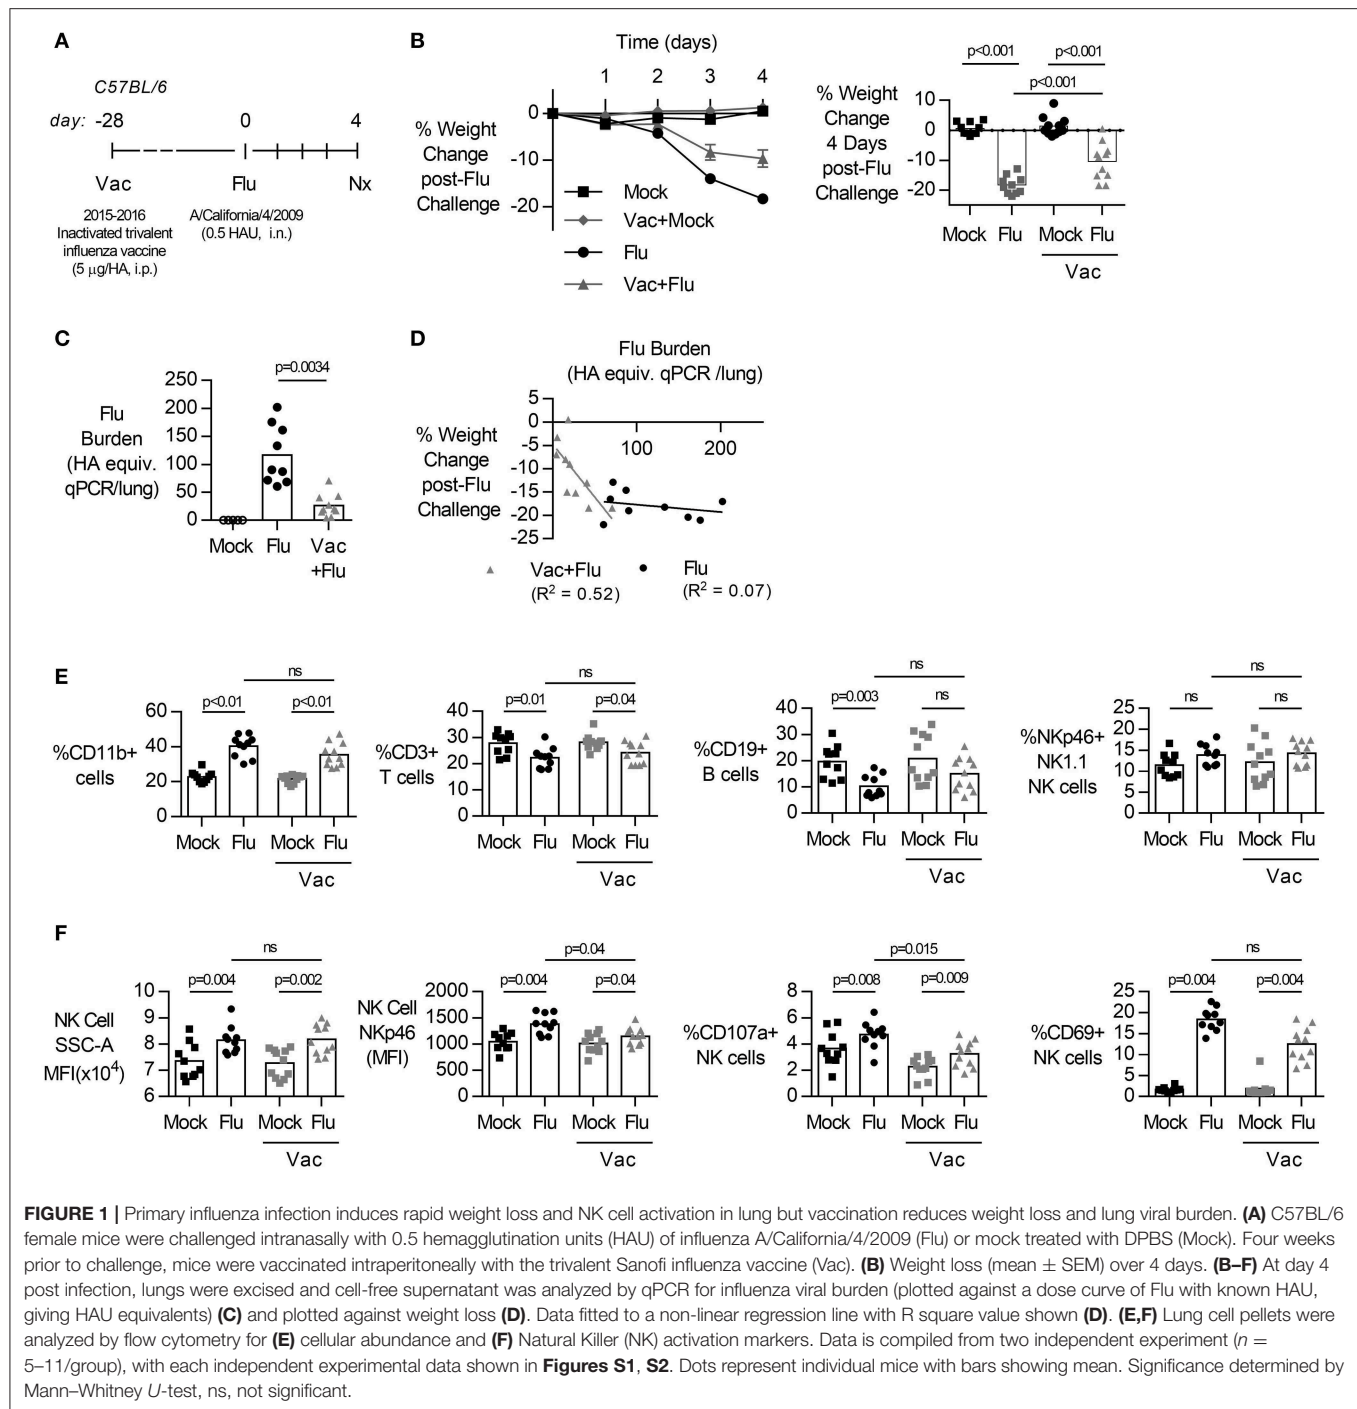 A
C57BL/6
day: -28 0 4
Vac Flu Nx
2015-2016
Inactivated trivalent
influenza vaccine
(5 µg/HA, i.p.)
A/California/4/2009
(0.5 HAU, i.n.)
B
Time (days)
1 2 3 4
% Weight
Change
post-Flu
Challenge
0
-10
-20
Mock
Vac+Mock
Flu
Vac+Flu
p<0.001 p<0.001
p<0.001
% Weight
Change
4 Days
post-Flu
Challenge
10
0
-10
-20
Mock Flu Mock Flu
Vac
C
p=0.0034
Flu
Burden
(HA equiv.
qPCR/lung)
250
200
150
100
50
0
Mock Flu Vac
+Flu
D
Flu Burden
(HA equiv. qPCR /lung)
% Weight
Change
post-Flu
Challenge
5
0
-5
-10
-15
-20
-25
100 200
Vac+Flu Flu
(R² = 0.52) (R² = 0.07)
E
ns
p<0.01 p<0.01
%CD11b+
cells
60
40
20
0
Mock Flu Mock Flu
Vac
ns
p=0.01 p=0.04
%CD3+
T cells
40
30
20
10
0
Mock Flu Mock Flu
Vac
ns
p=0.003 ns
%CD19+
B cells
40
30
20
10
0
Mock Flu Mock Flu
Vac
ns
ns ns
%NKp46+
NK1.1
NK cells
25
20
15
10
5
0
Mock Flu Mock Flu
Vac
F
ns
p=0.004 p=0.002
NK Cell
SSC-A
MFI(x10⁴)
10
9
8
7
6
Mock Flu Mock Flu
Vac
p=0.04
p=0.004 p=0.04
NK Cell
NKp46
(MFI)
2000
1500
1000
500
0
Mock Flu Mock Flu
Vac
p=0.015
p=0.008 p=0.009
%CD107a+
NK cells
8
6
4
2
0
Mock Flu Mock Flu
Vac
ns
p=0.004 p=0.004
%CD69+
NK cells
25
20
15
10
5
0
Mock Flu Mock Flu
Vac
FIGURE 1 | Primary influenza infection induces rapid weight loss and NK cell activation in lung but vaccination reduces weight loss and lung viral burden. (A) C57BL/6
female mice were challenged intranasally with 0.5 hemagglutination units (HAU) of influenza A/California/4/2009 (Flu) or mock treated with DPBS (Mock). Four weeks
prior to challenge, mice were vaccinated intraperitoneally with the trivalent Sanofi influenza vaccine (Vac). (B) Weight loss (mean ± SEM) over 4 days. (B–F) At day 4
post infection, lungs were excised and cell-free supernatant was analyzed by qPCR for influenza viral burden (plotted against a dose curve of Flu with known HAU,
giving HAU equivalents) (C) and plotted against weight loss (D). Data fitted to a non-linear regression line with R square value shown (D). (E,F) Lung cell pellets were
analyzed by flow cytometry for (E) cellular abundance and (F) Natural Killer (NK) activation markers. Data is compiled from two independent experiment (n =
5–11/group), with each independent experimental data shown in Figures S1, S2. Dots represent individual mice with bars showing mean. Significance determined by
Mann–Whitney U-test, ns, not significant.